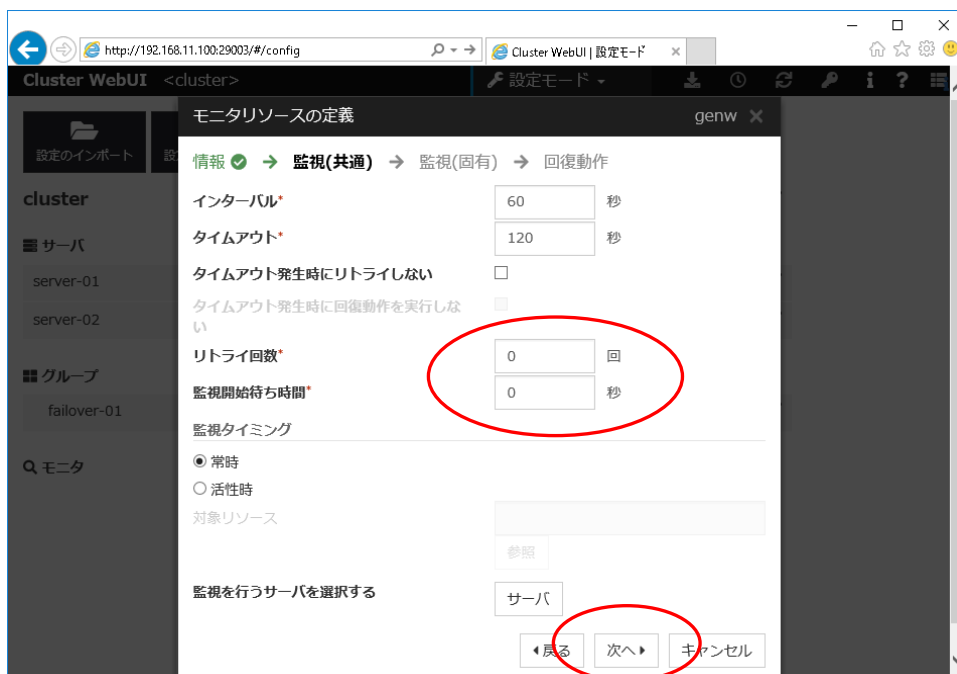 http://192.168.11.100:29003/#/config
Cluster WebUI | 設定モード
Cluster WebUI <cluster>
設定モード
設定のインポート
設
モニタリソースの定義
genw
情報 → 監視(共通) → 監視(固有) → 回復動作
cluster
インターバル* 60 秒
サーバ
タイムアウト* 120 秒
server-01
タイムアウト発生時にリトライしない
server-02
タイムアウト発生時に回復動作を実行しな
い
リトライ回数* 0 回
グループ
監視開始待ち時間* 0 秒
failover-01
監視タイミング
モニタ
常時
活性時
対象リソース
参照
監視を行うサーバを選択する サーバ
戻る 次へ キャンセル